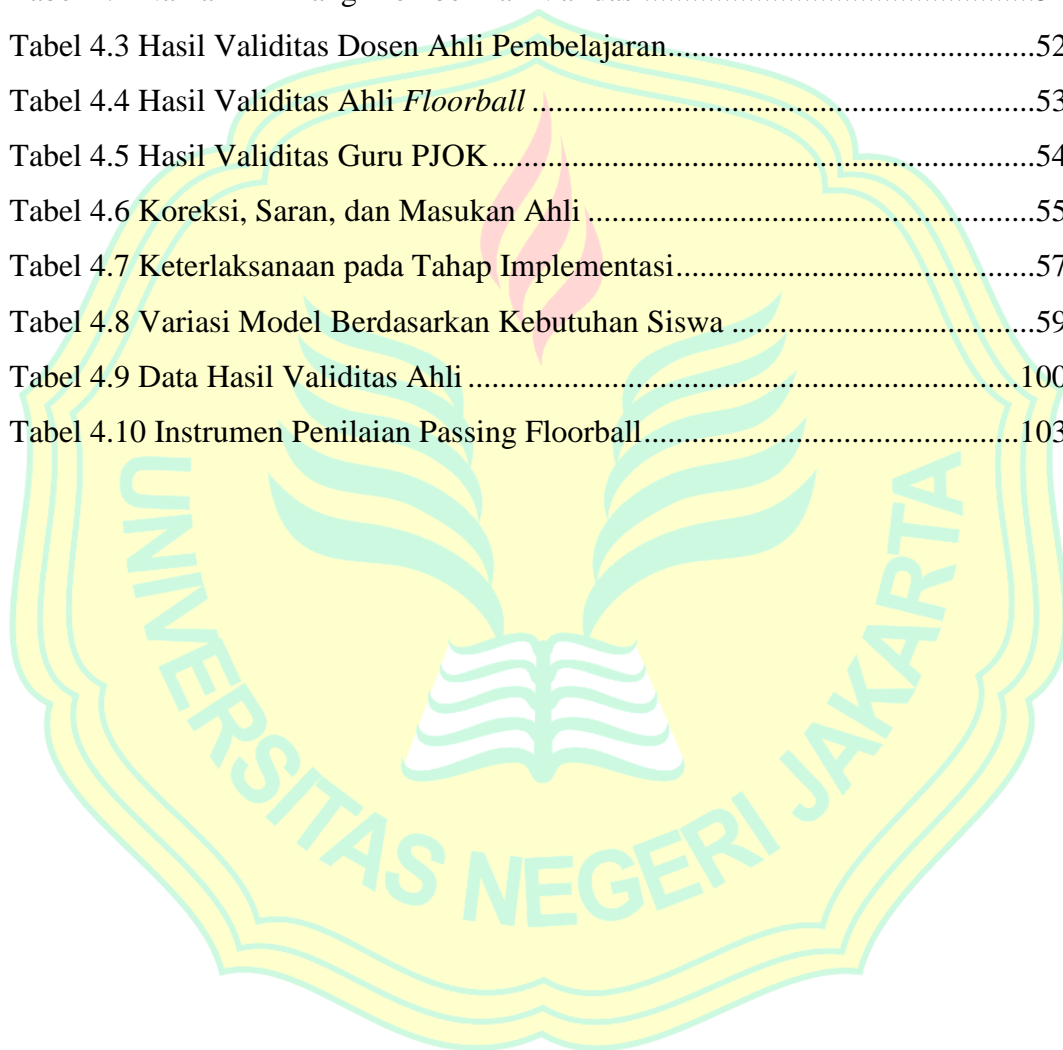 Tabel 4.3 Hasil Validitas Dosen Ahli Pembelajaran..................................................52
Tabel 4.4 Hasil Validitas Ahli Floorball ..................................................................53
Tabel 4.5 Hasil Validitas Guru PJOK .......................................................................54
Tabel 4.6 Koreksi, Saran, dan Masukan Ahli ..........................................................55
Tabel 4.7 Keterlaksanaan pada Tahap Implementasi................................................57
Tabel 4.8 Variasi Model Berdasarkan Kebutuhan Siswa .........................................59
Tabel 4.9 Data Hasil Validitas Ahli .........................................................................100
Tabel 4.10 Instrumen Penilaian Passing Floorball..................................................103
UNIVERSITAS NEGERI JAKARTA